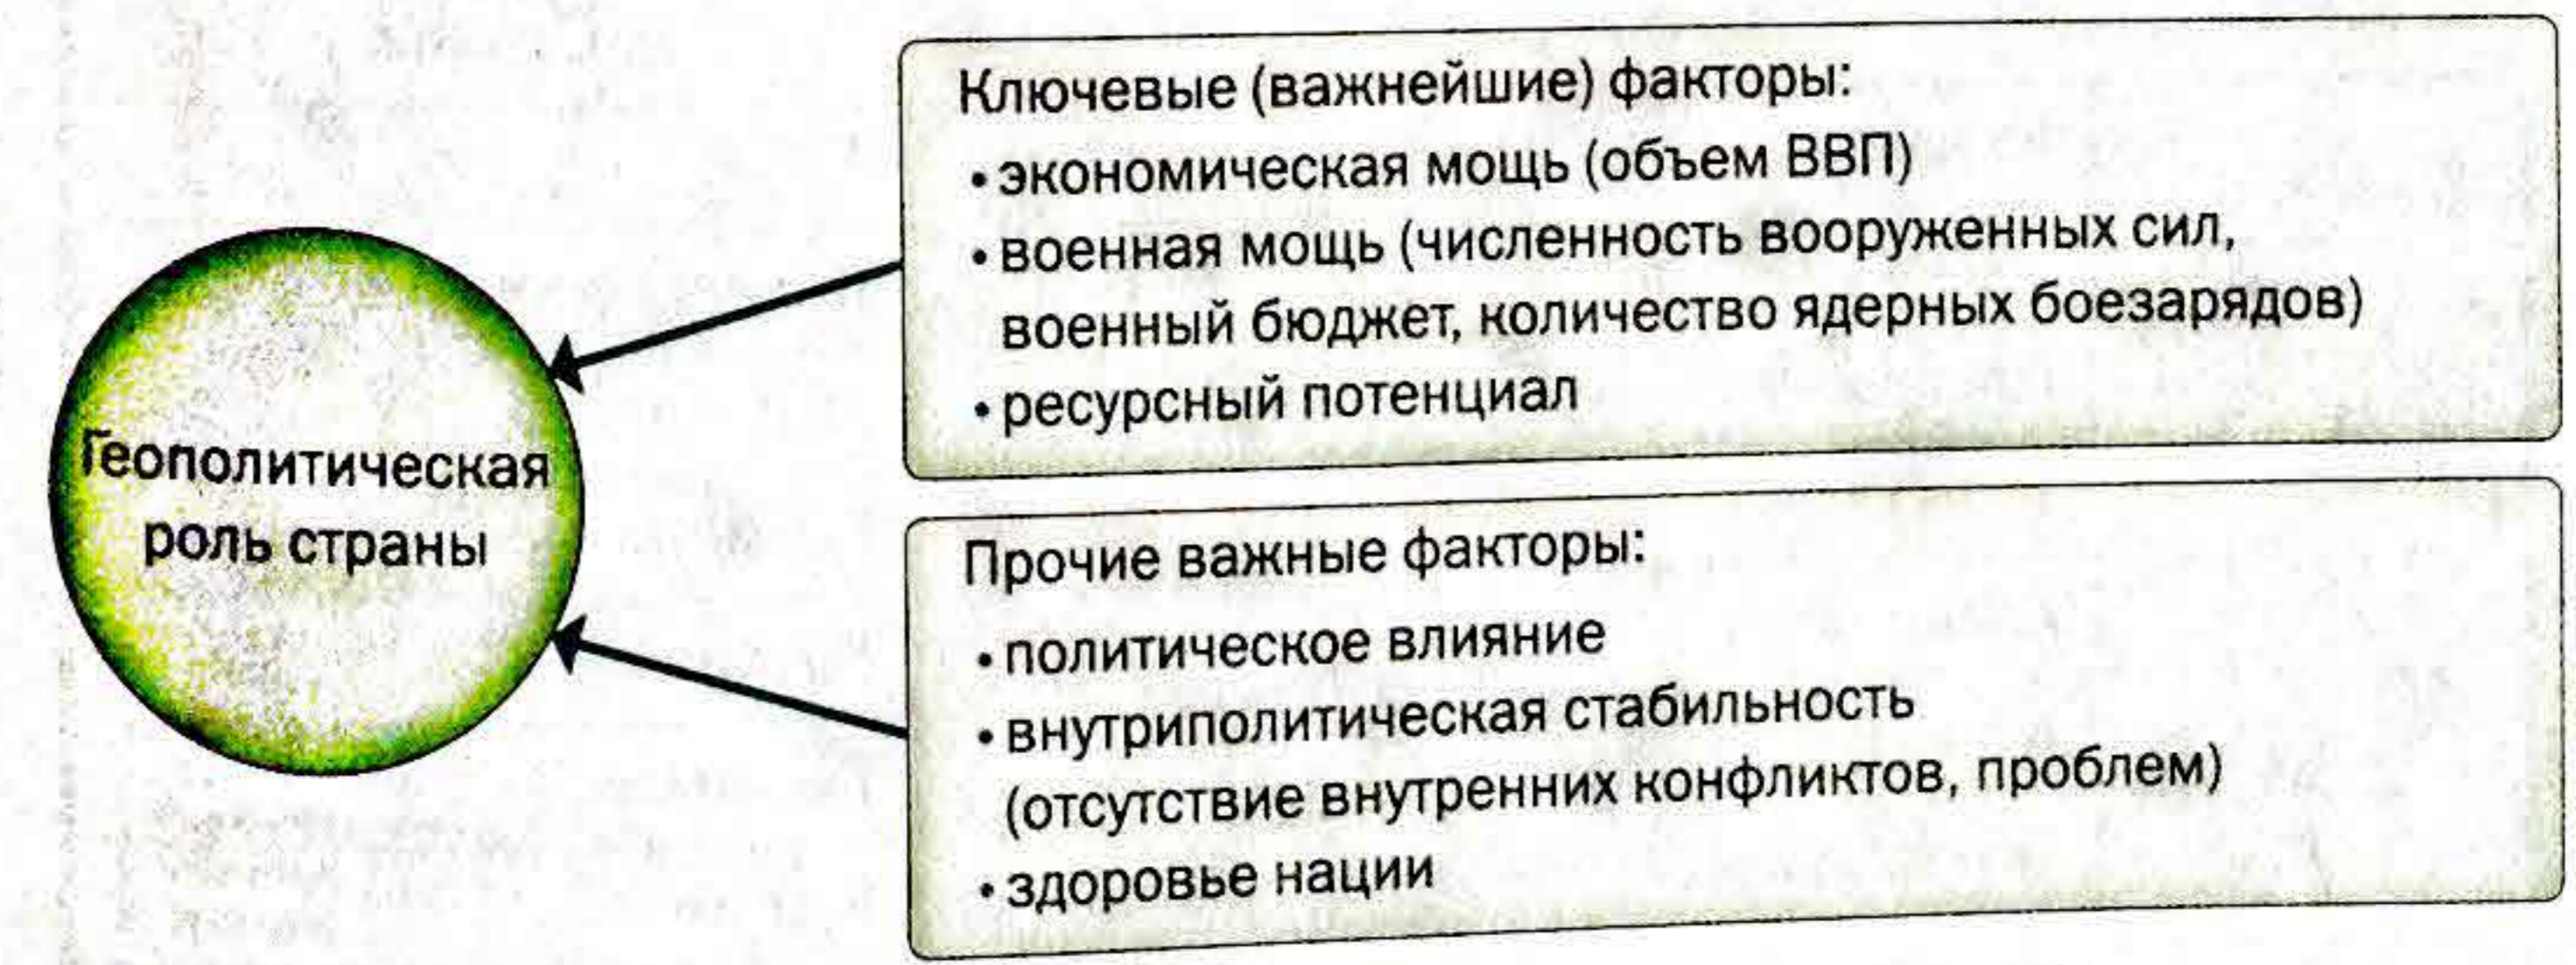 Геополитическая
роль страны
Ключевые (важнейшие) факторы:
• экономическая мощь (объем ВВП)
• военная мощь (численность вооруженных сил,
военный бюджет, количество ядерных боезарядов)
• ресурсный потенциал
Прочие важные факторы:
• политическое влияние
• внутриполитическая стабильность
(отсутствие внутренних конфликтов, проблем)
• здоровье нации